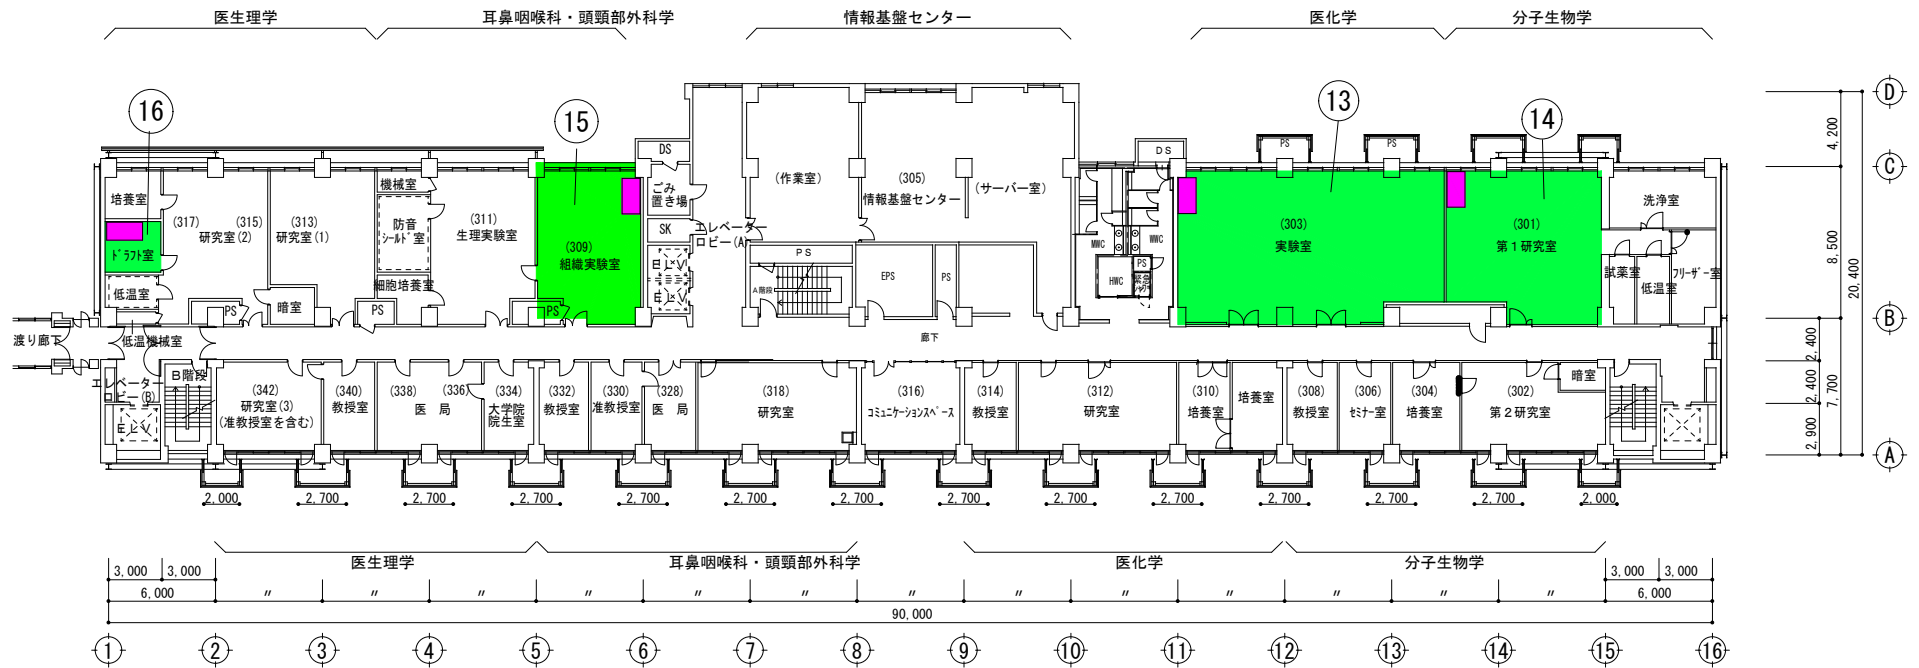 医生理学
耳鼻咽喉科・頭頸部外科学
情報基盤センター
医化学
分子生物学
16
15
13
14
D
C
B
A
4,200
8,500
20,400
2,400
2,400
7,700
2,900
培養室
(317)
(315)
研究室(2)
(313)
研究室(1)
機械室
防音
ｼｰﾙﾄﾞ室
(311)
生理実験室
(309)
組織実験室
DS
ごみ
置き場
SK
エレベーター
ロビー(A)
ELV
ELV
(作業室)
(305)
情報基盤センター
(サーバー室)
PS
A階段
EPS
PS
DS
MWC
WWC
HWC
PS
PS
PS
(303)
実験室
(301)
第１研究室
洗浄室
試薬室
低温室
フリーザー室
ﾄﾞﾗﾌﾄ室
低温室
PS
暗室
細胞培養室
PS
PS
渡り廊下
低温機械室
廊下
エレベーター
ロビー(B)
ELV
B階段
(342)
研究室(3)
(准教授室を含む)
(340)
教授室
(338)
(336)
医　局
(334)
大学院
院生室
(332)
教授室
(330)
准教授室
(328)
医　局
(318)
研究室
(316)
ｺﾐｭﾆｹｰｼｮﾝｽﾍﾟｰｽ
(314)
教授室
(312)
研究室
(310)
培養室
培養室
(308)
教授室
(306)
ｾﾐﾅｰ室
(304)
培養室
(302)
第２研究室
暗室
2,000
2,700
2,700
2,700
2,700
2,700
2,700
2,700
2,700
2,700
2,700
2,700
2,700
2,000
医生理学
耳鼻咽喉科・頭頸部外科学
医化学
分子生物学
3,000
3,000
3,000
3,000
6,000
〃
〃
〃
〃
〃
〃
〃
〃
〃
〃
〃
〃
〃
6,000
90,000
1
2
3
4
5
6
7
8
9
10
11
12
13
14
15
16